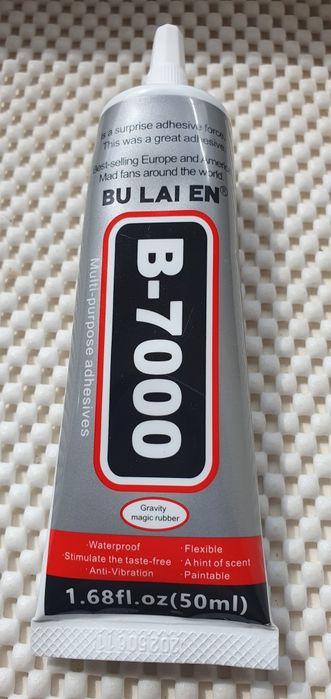 Is a surprise adhesive force,
This was a great adhesive
Best-selling Europe and America
Mad fans around the world
BU LAI EN®
B-7000
Multi-purpose adhesives
Gravity
magic rubber
·Waterproof
·Stimulate the taste-free
·Anti-Vibration
·Flexible
·A hint of scent
·Paintable
1.68fl.oz(50ml)